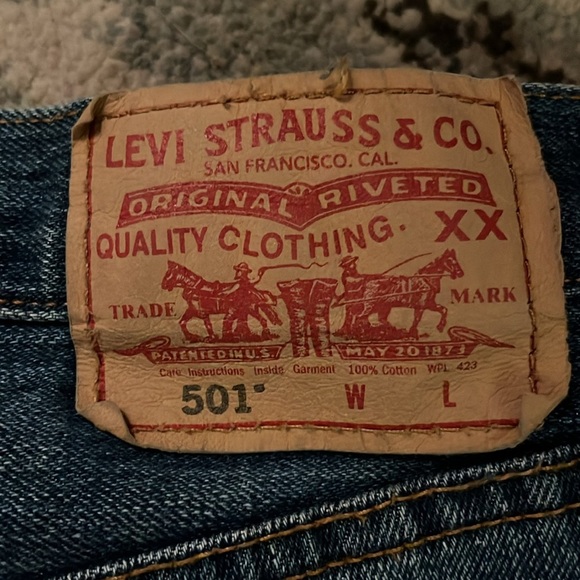 LEVI STRAUSS & CO.
SAN FRANCISCO. CAL.
ORIGINAL RIVETED
QUALITY CLOTHING. XX
TRADE MARK
PATENTED IN U.S. MAY 20 1873
Care Instructions Inside Garment 100% Cotton WPL 423
501® W L